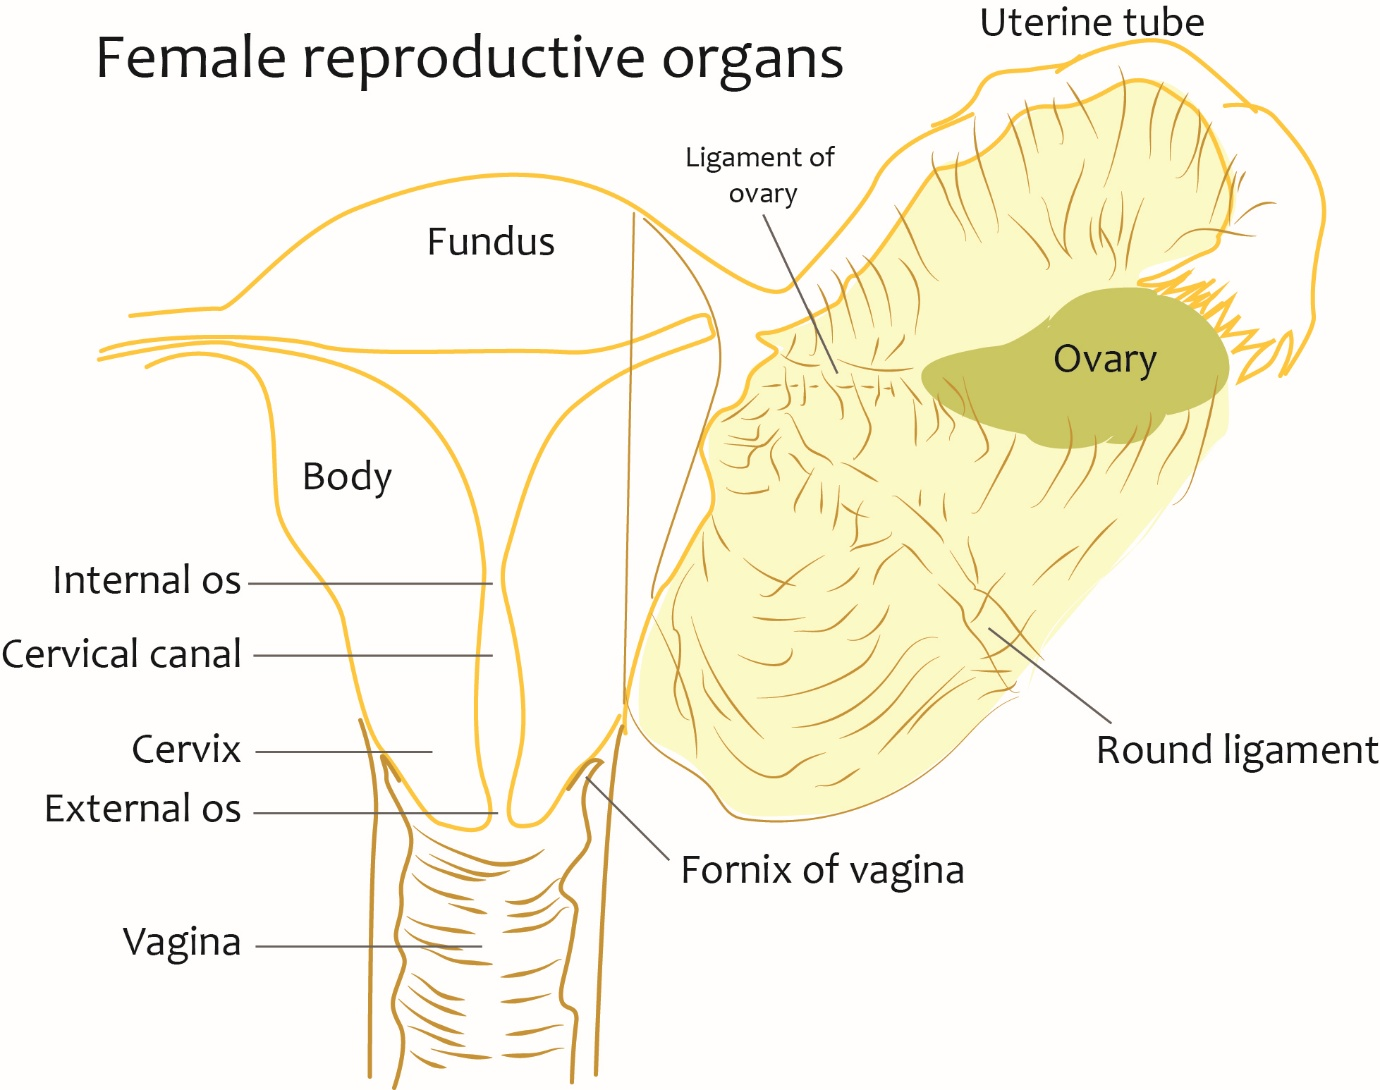 Female reproductive organs
Uterine tube
Ligament of
ovary
Fundus
Ovary
Body
Internal os
Cervical canal
Cervix
Round ligament
External os
Fornix of vagina
Vagina